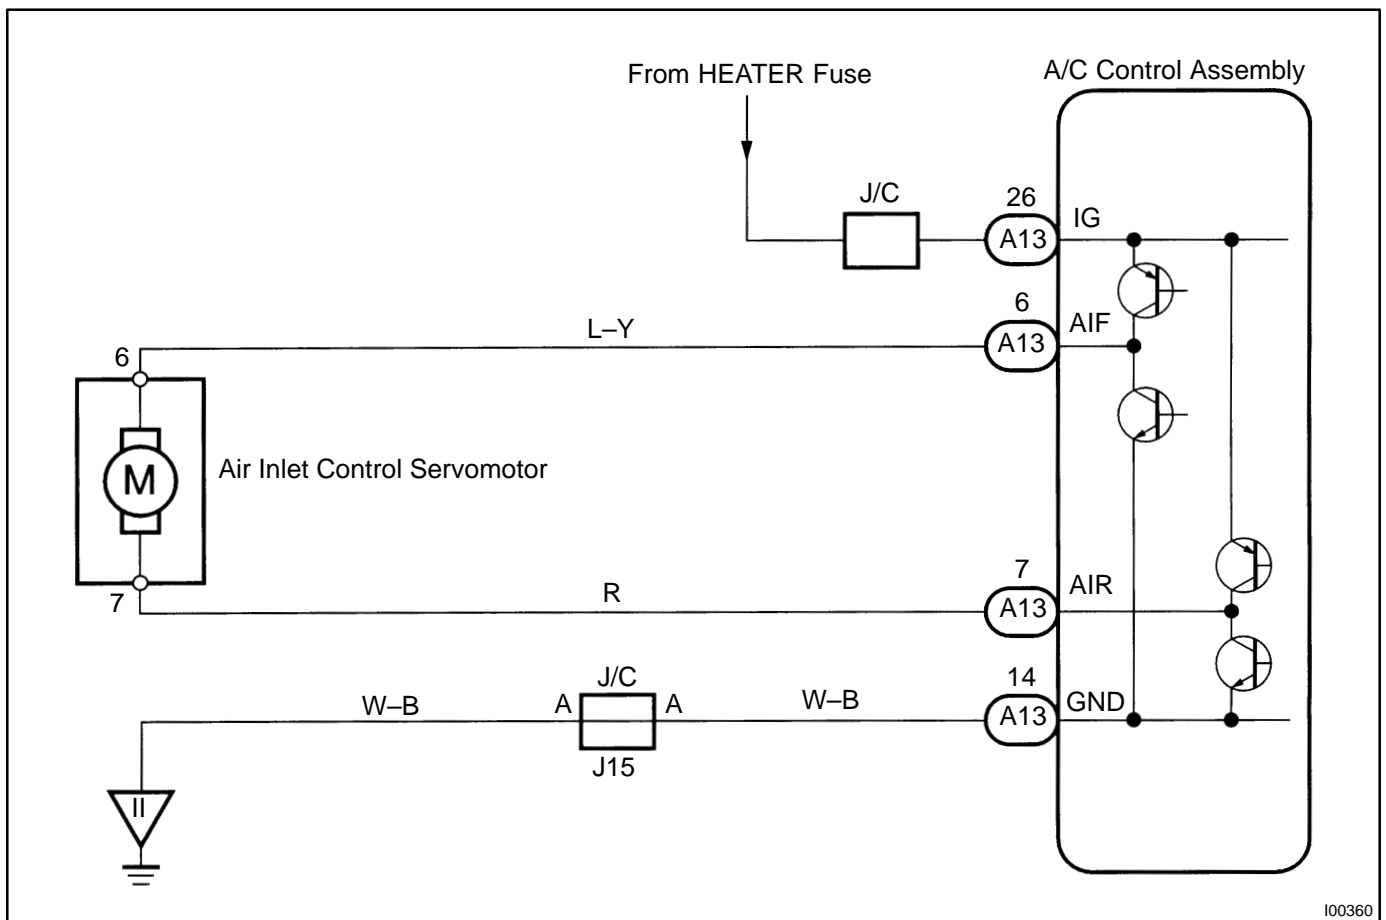 From HEATER Fuse
A/C Control Assembly
J/C
26
A13
IG
6
L–Y
6
A13
AIF
M
Air Inlet Control Servomotor
7
R
7
A13
AIR
W–B
J/C
A
A
J15
W–B
14
A13
GND
II
I00360